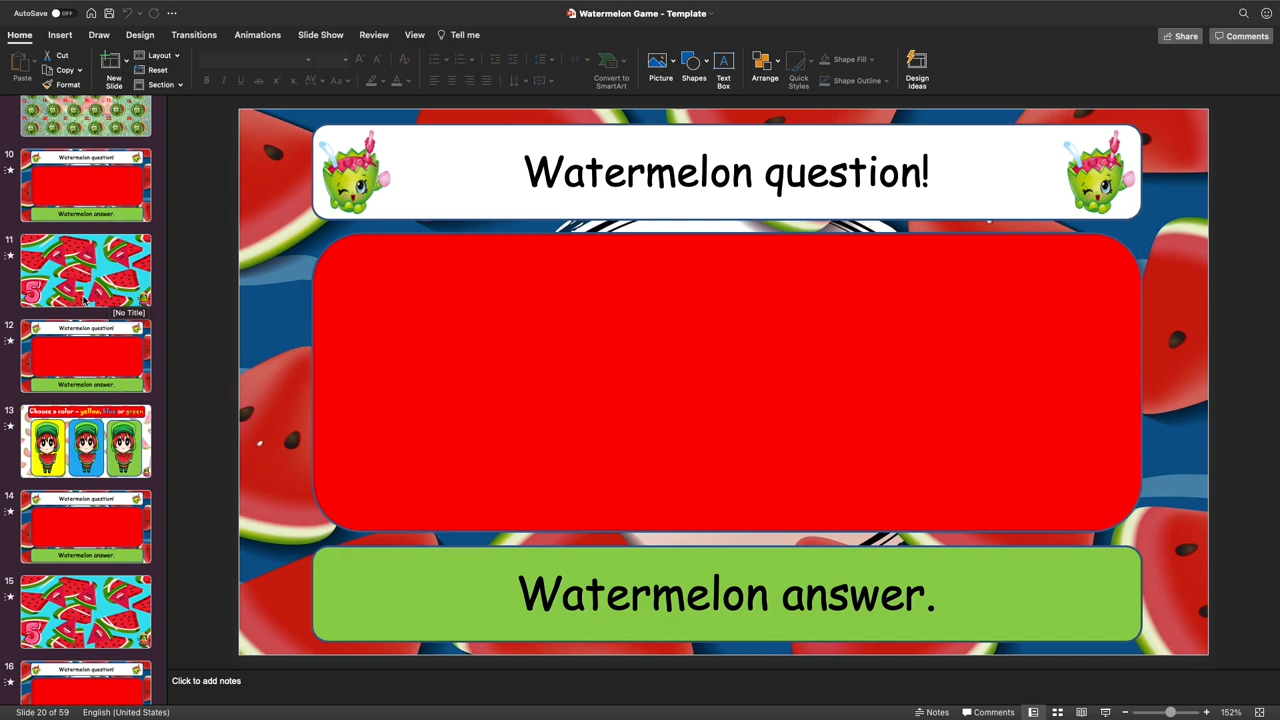 AutoSave OFF
Watermelon Game - Template
Home Insert Draw Design Transitions Animations Slide Show Review View Tell me
Share Comments
Paste
Cut
Copy
Format
New Slide
Layout
Reset
Section
Convert to SmartArt
Picture
Shapes
Text Box
Arrange
Quick Styles
Shape Fill
Shape Outline
Design Ideas
10
Watermelon question!
Watermelon answer.
11
5
[No Title]
12
Watermelon question!
Watermelon answer.
13
Choose a color - yellow, blue or green
14
Watermelon question!
Watermelon answer.
15
5
16
Watermelon question!
Watermelon question!
Watermelon answer.
Click to add notes
Slide 20 of 59 English (United States)
Notes Comments 152%